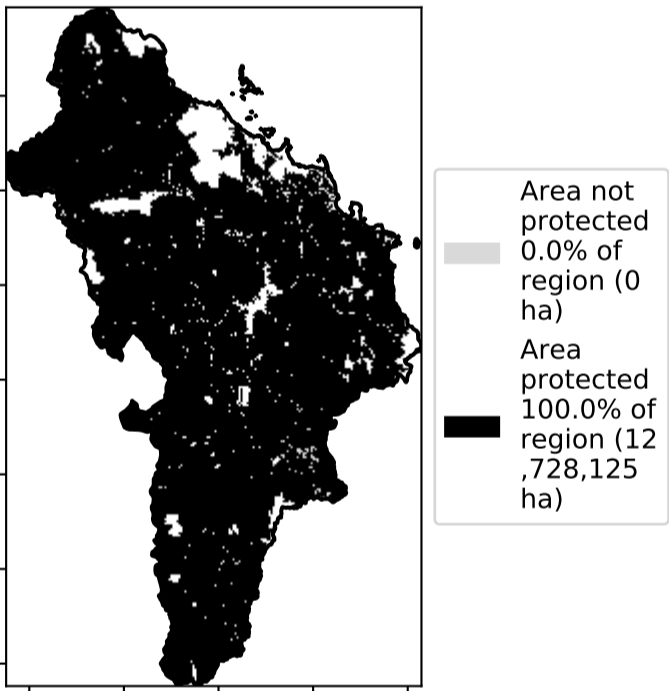 Area not
protected
0.0% of
region (0
ha)
Area
protected
100.0% of
region (12
,728,125
ha)